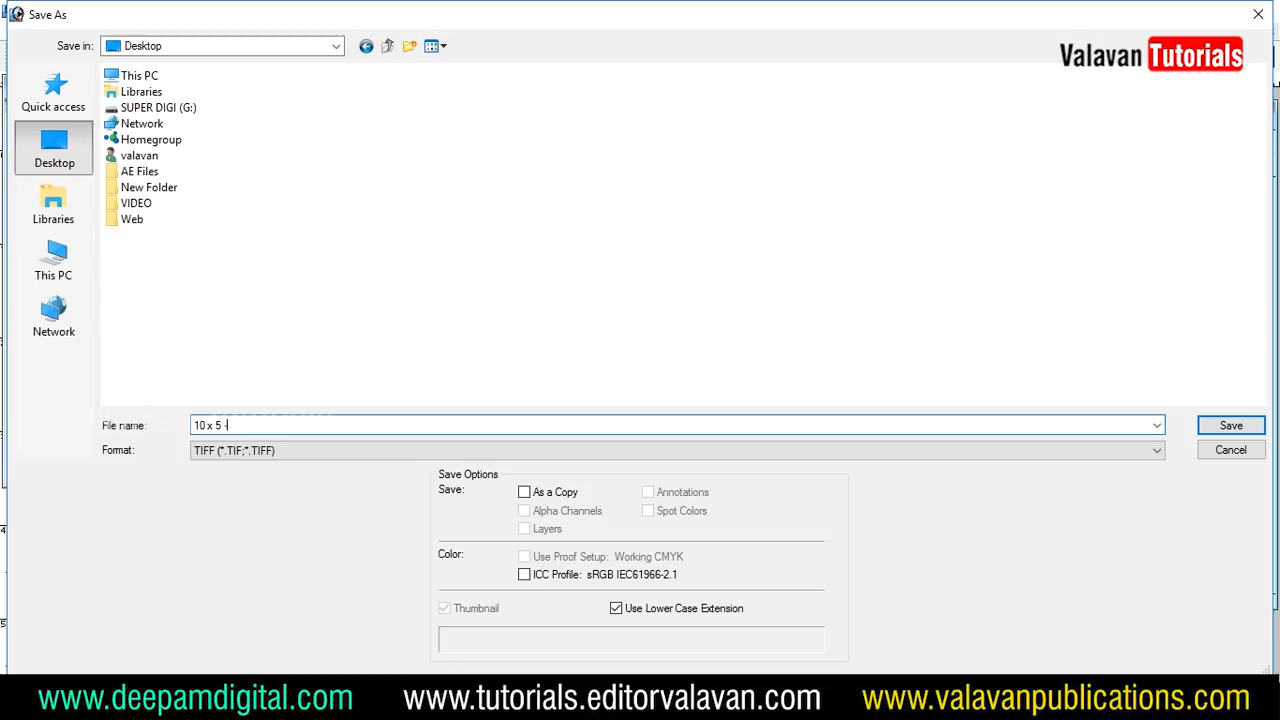 Save As
Save in:
Desktop
Valavan Tutorials
This PC
Libraries
SUPER DIGI (G:)
Network
Homegroup
valavan
AE Files
New Folder
VIDEO
Web
Quick access
Desktop
Libraries
This PC
Network
File name:
10 x 5 -
Save
Format:
TIFF (*.TIF;*.TIFF)
Cancel
Save Options
Save:
As a Copy
Annotations
Alpha Channels
Spot Colors
Layers
Color:
Use Proof Setup: Working CMYK
ICC Profile: sRGB IEC61966-2.1
Thumbnail
Use Lower Case Extension
www.deepamdigital.com
www.tutorials.editorvalavan.com
www.valavanpublications.com